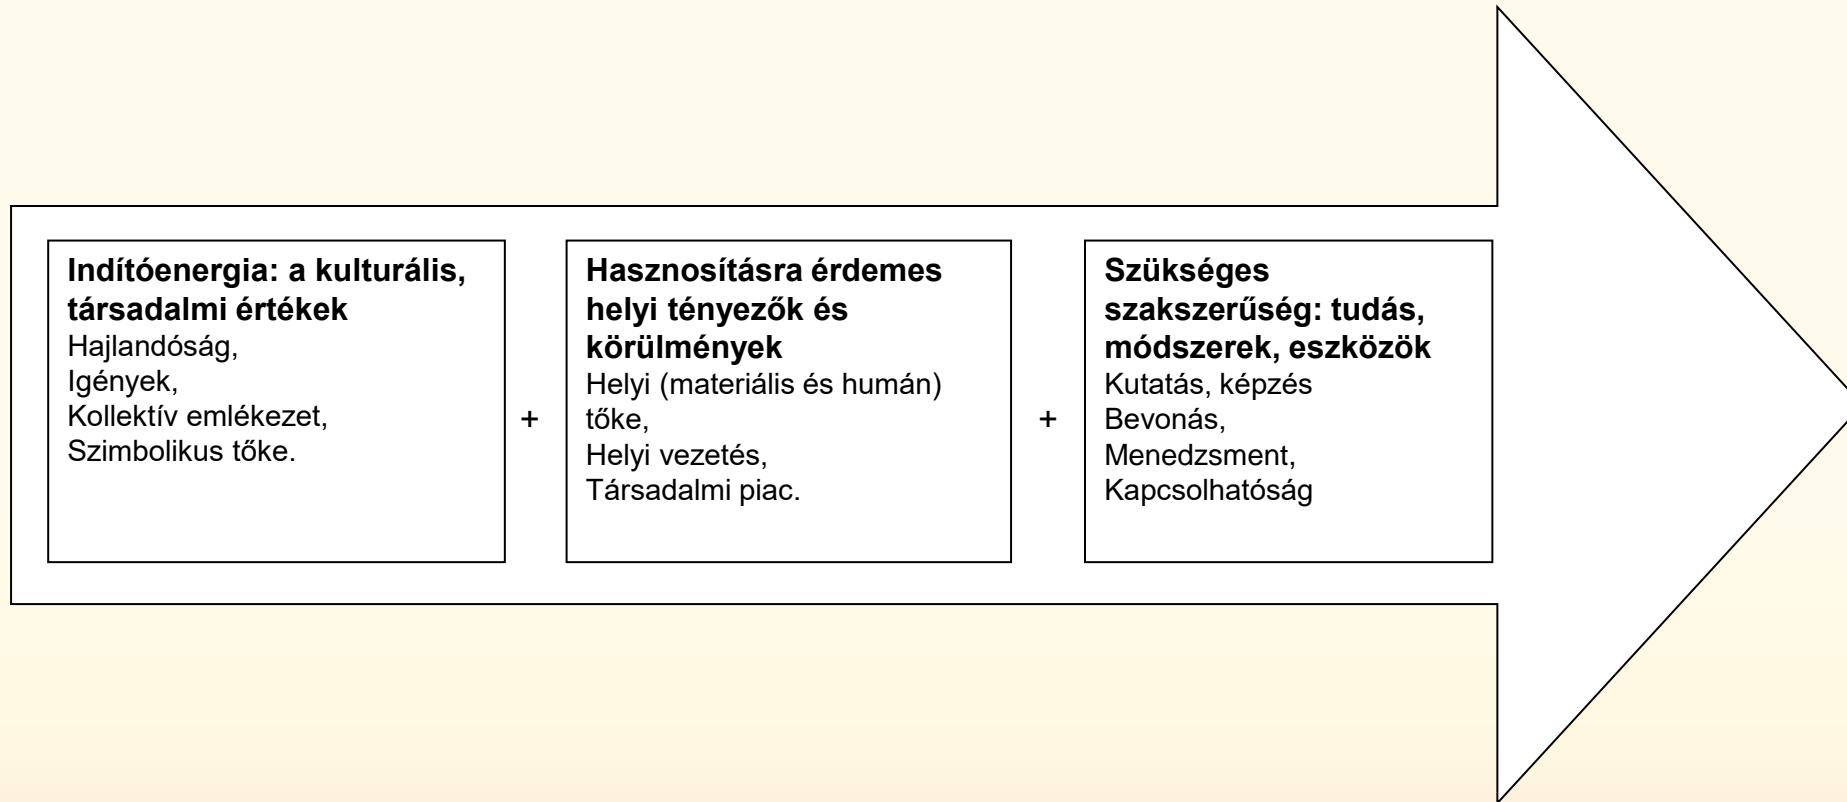 Indítóenergia: a kulturális,
társadalmi értékek
Hajlandóság,
Igények,
Kollektív emlékezet,
Szimbolikus tőke.
+
Hasznosításra érdemes
helyi tényezők és
körülmények
Helyi (materiális és humán)
tőke,
Helyi vezetés,
Társadalmi piac.
+
Szükséges
szakszerűség: tudás,
módszerek, eszközök
Kutatás, képzés
Bevonás,
Menedzsment,
Kapcsolhatóság